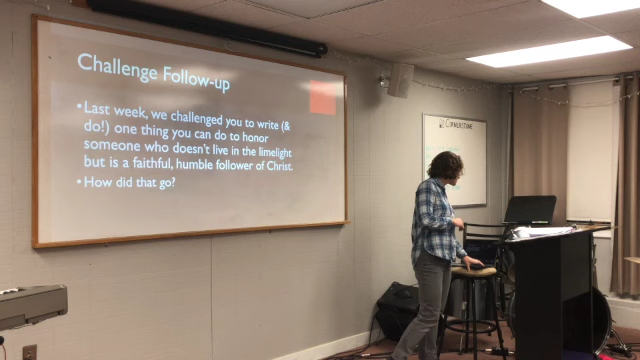 Challenge Follow-up
•Last week, we challenged you to write (&
do!) one thing you can do to honor
someone who doesn't live in the limelight
but is a faithful, humble follower of Christ.
•How did that go?
CORNERSTONE